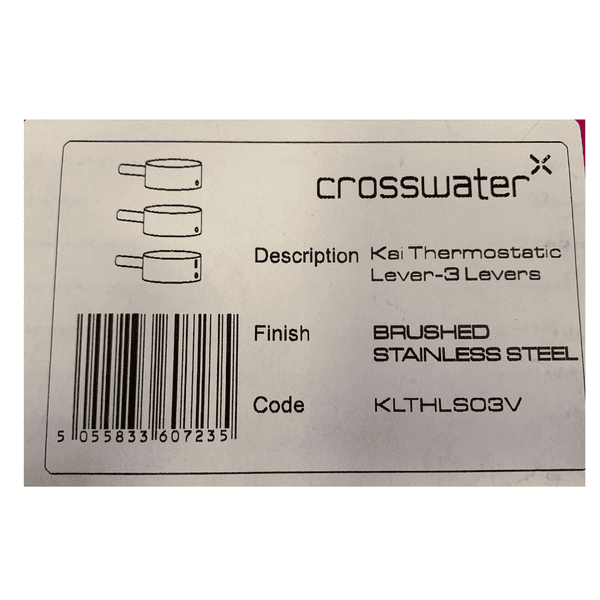 crosswater
Description Kai Thermostatic
Lever-3 Levers
Finish BRUSHED
STAINLESS STEEL
Code KLTHLS03V
5 055833 607235